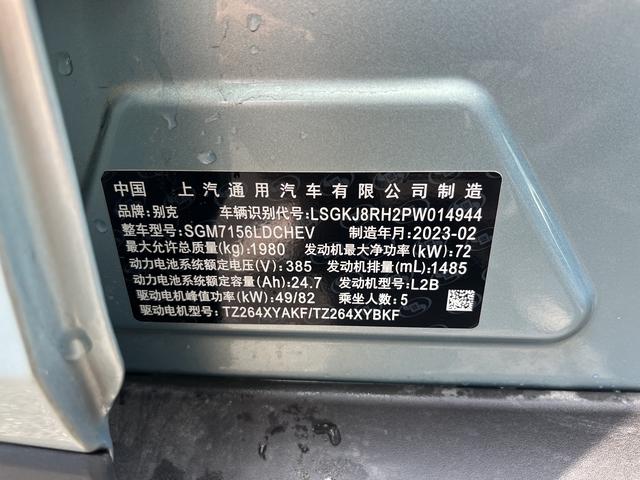 中国 上汽通用汽车有限公司制造
品牌:别克 车辆识别代号:LSGKJ8RH2PW014944
整车型号:SGM7156LDCHEV 制造年月:2023-02
最大允许总质量(kg):1980 发动机最大净功率(kW):72
动力电池系统额定电压(V):385 发动机排量(mL):1485
动力电池系统额定容量(Ah):24.7 发动机型号:L2B
驱动电机峰值功率(kW):49/82 乘坐人数:5
驱动电机型号:TZ264XYAKF/TZ264XYBKF